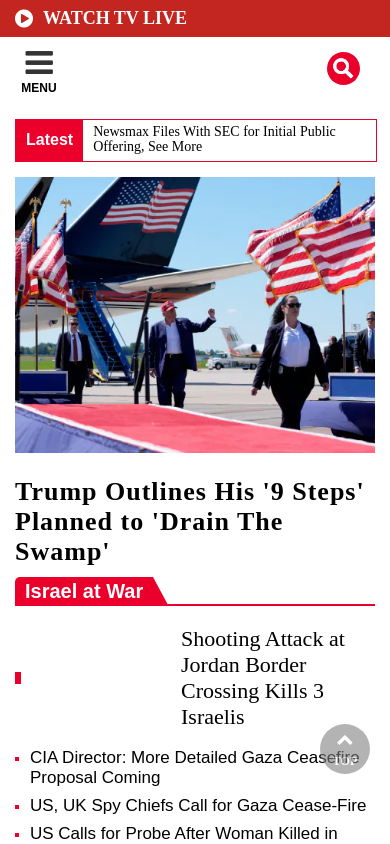 WATCH TV LIVE
MENU
Latest
Newsmax Files With SEC for Initial Public
Offering, See More
Trump Outlines His '9 Steps'
Planned to 'Drain The
Swamp'
Israel at War
Shooting Attack at
Jordan Border
Crossing Kills 3
Israelis
CIA Director: More Detailed Gaza Ceasefire
Proposal Coming
TOP
US, UK Spy Chiefs Call for Gaza Cease-Fire
US Calls for Probe After Woman Killed in